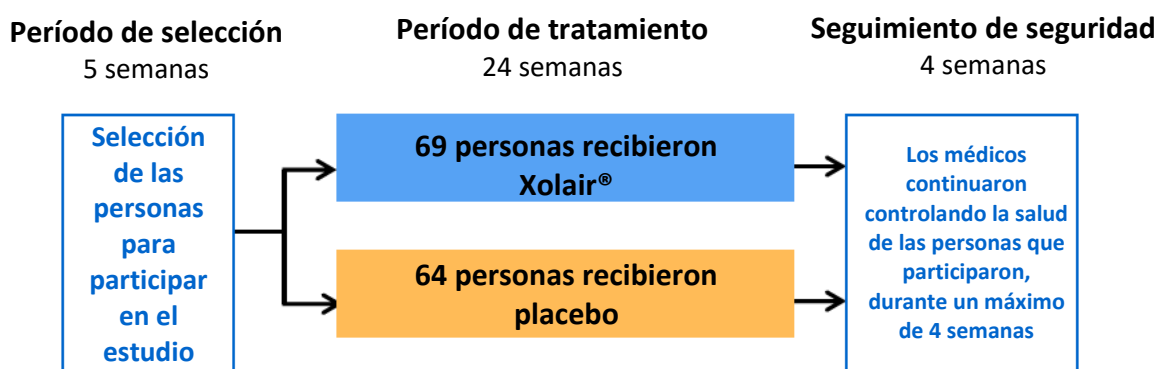 Período de selección
5 semanas
Período de tratamiento
24 semanas
Seguimiento de seguridad
4 semanas
Selección
de las
personas
para
participar
en el
estudio
69 personas recibieron
Xolair®
64 personas recibieron
placebo
Los médicos
continuaron
controlando la salud
de las personas que
participaron,
durante un máximo
de 4 semanas